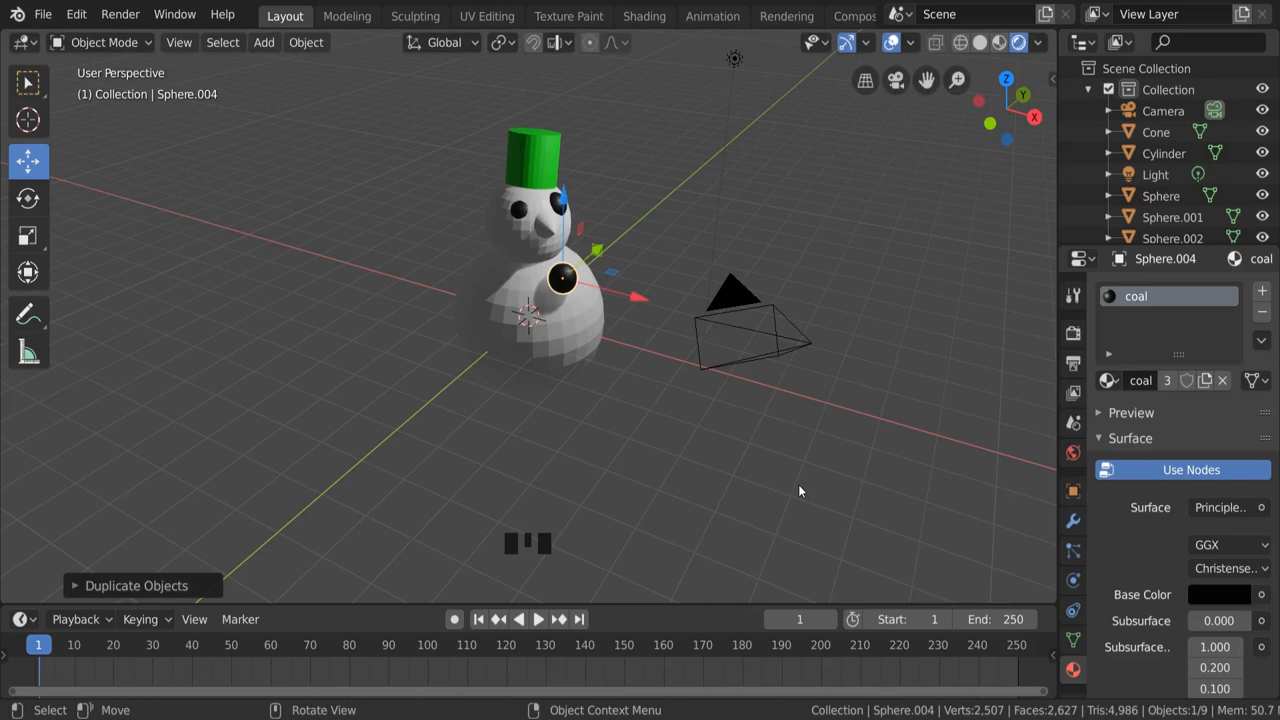 File Edit Render Window Help Layout Modeling Sculpting UV Editing Texture Paint Shading Animation Rendering Compos Scene View Layer
Object Mode View Select Add Object Global
User Perspective
(1) Collection | Sphere.004
Z
Y
X
Scene Collection
Collection
Camera
Cone
Cylinder
Light
Sphere
Sphere.001
Sphere.002
Sphere.004 coal
coal
coal 3
Preview
Surface
Use Nodes
Surface Principle..
GGX
Christense..
Base Color
Subsurface 0.000
Subsurface.. 1.000
0.200
0.100
Duplicate Objects
Playback Keying View Marker 1 Start: 1 End: 250
1 10 20 30 40 50 60 70 80 90 100 110 120 130 140 150 160 170 180 190 200 210 220 230 240 250
Select Move Rotate View Object Context Menu Collection | Sphere.004 | Verts:2,507 | Faces:2,627 | Tris:4,986 | Objects:1/9 | Mem: 50.7